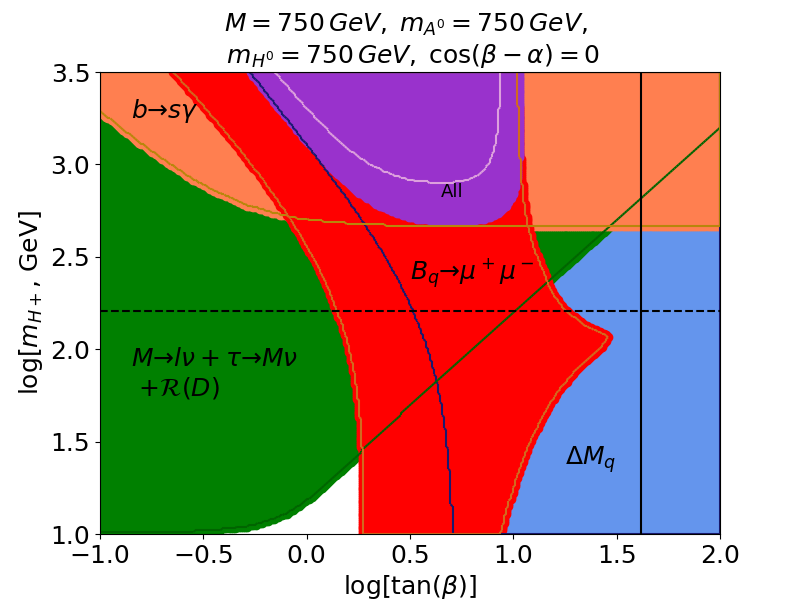 M = 750 GeV, m_{A^0} = 750 GeV,
m_{H^0} = 750 GeV, cos(β − α) = 0
3.5
3.0
2.5
2.0
1.5
1.0
log[m_{H+}, GeV]
b→sγ
All
B_q→μ^+ μ^-
M→lν + τ→Mν
+ℛ(D)
ΔM_q
−1.0 −0.5 0.0 0.5 1.0 1.5 2.0
log[tan(β)]